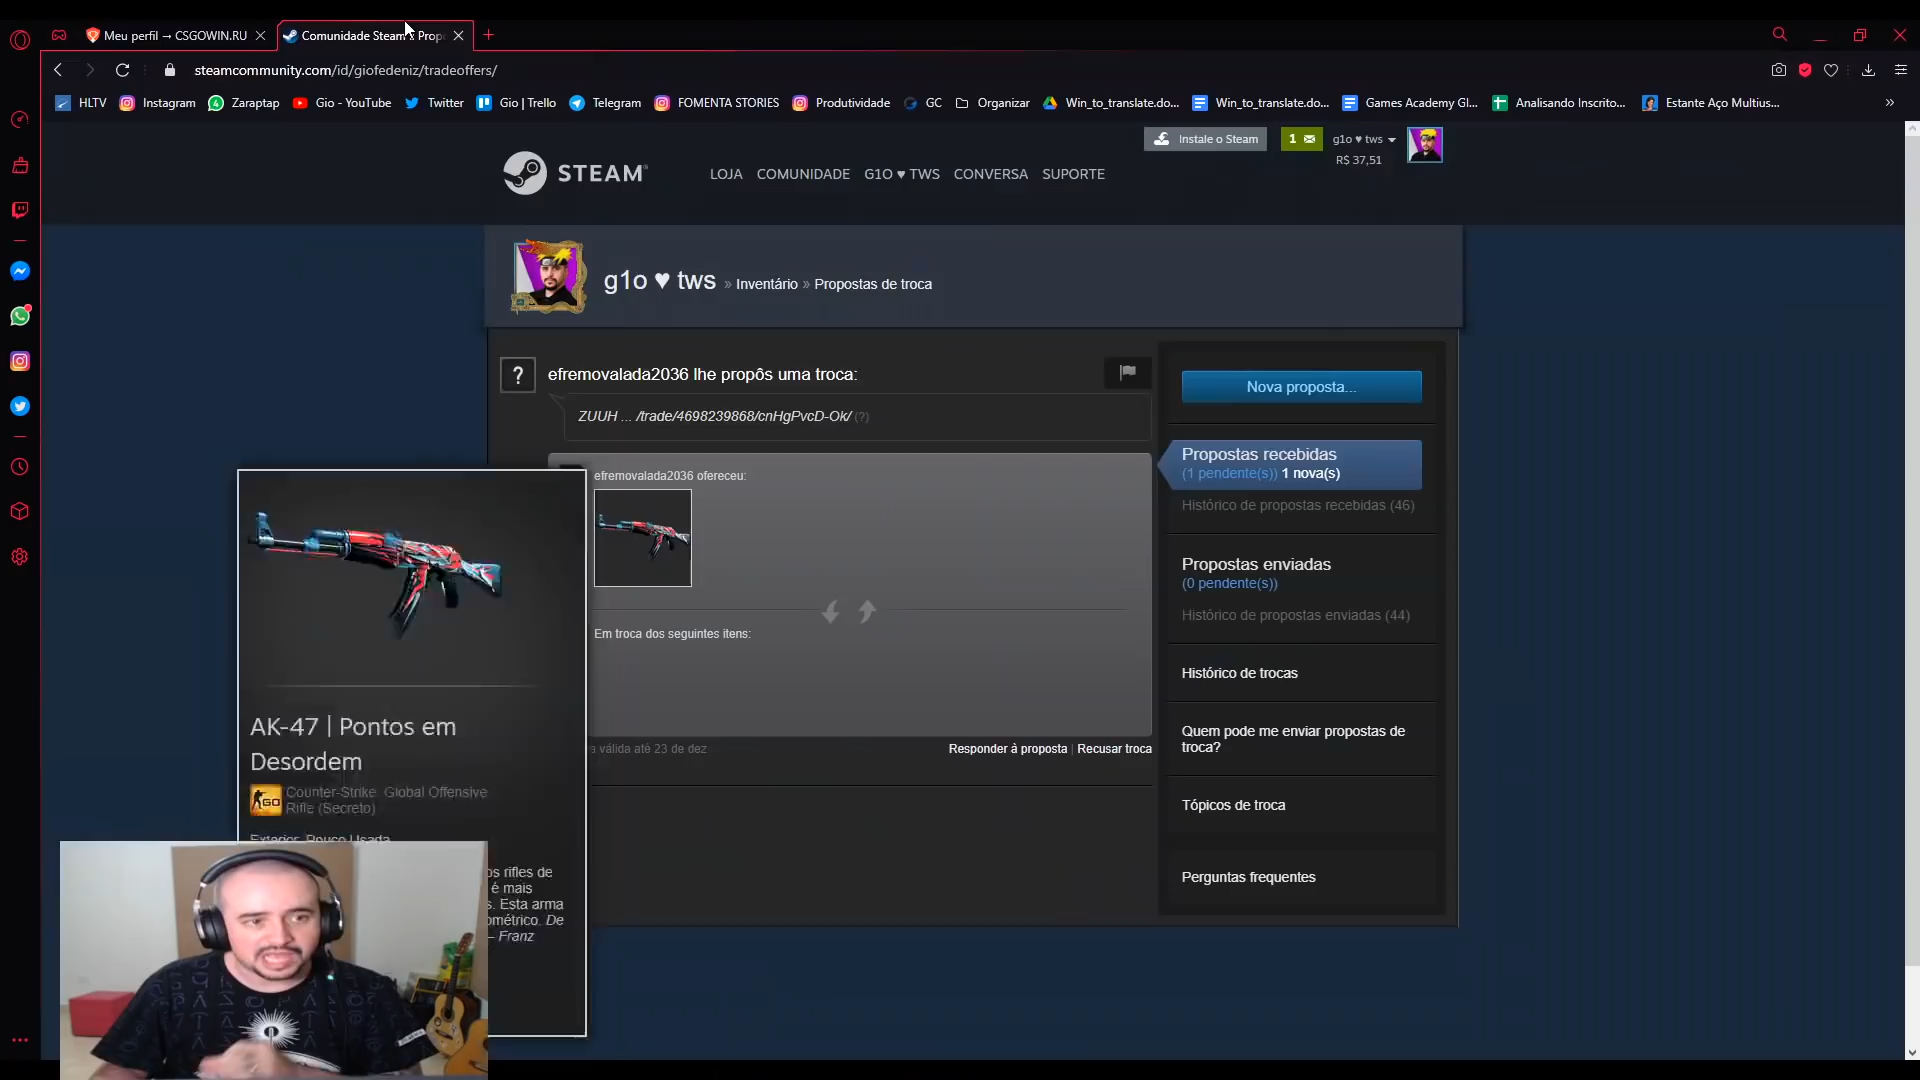 Meu perfil → CSGOWIN.RU
Comunidade Steam :: Prop
steamcommunity.com/id/giofedeniz/tradeoffers/
HLTV
Instagram
Zaraptap
Gio - YouTube
Twitter
Gio | Trello
Telegram
FOMENTA STORIES
Produtividade
GC
Organizar
Win_to_translate.do...
Win_to_translate.do...
Games Academy Gl...
Analisando Inscrito...
Estante Aço Multius...
»
Instale o Steam
1
g1o ♥ tws
R$ 37,51
STEAM
LOJA
COMUNIDADE
G1O ♥ TWS
CONVERSA
SUPORTE
g1o ♥ tws » Inventário » Propostas de troca
? efremovalada2036 lhe propôs uma troca:
ZUUH ... /trade/4698239868/cnHgPvcD-Ok/ (?)
efremovalada2036 ofereceu:
Em troca dos seguintes itens:
a válida até 23 de dez
Responder à proposta | Recusar troca
Nova proposta...
Propostas recebidas
(1 pendente(s)) 1 nova(s)
Histórico de propostas recebidas (46)
Propostas enviadas
(0 pendente(s))
Histórico de propostas enviadas (44)
Histórico de trocas
Quem pode me enviar propostas de
troca?
Tópicos de troca
Perguntas frequentes
AK-47 | Pontos em
Desordem
GO
Counter-Strike: Global Offensive
Rifle (Secreto)
Exterior: Pouco Usada
os rifles de
é mais
s. Esta arma
ométrico. De
– Franz